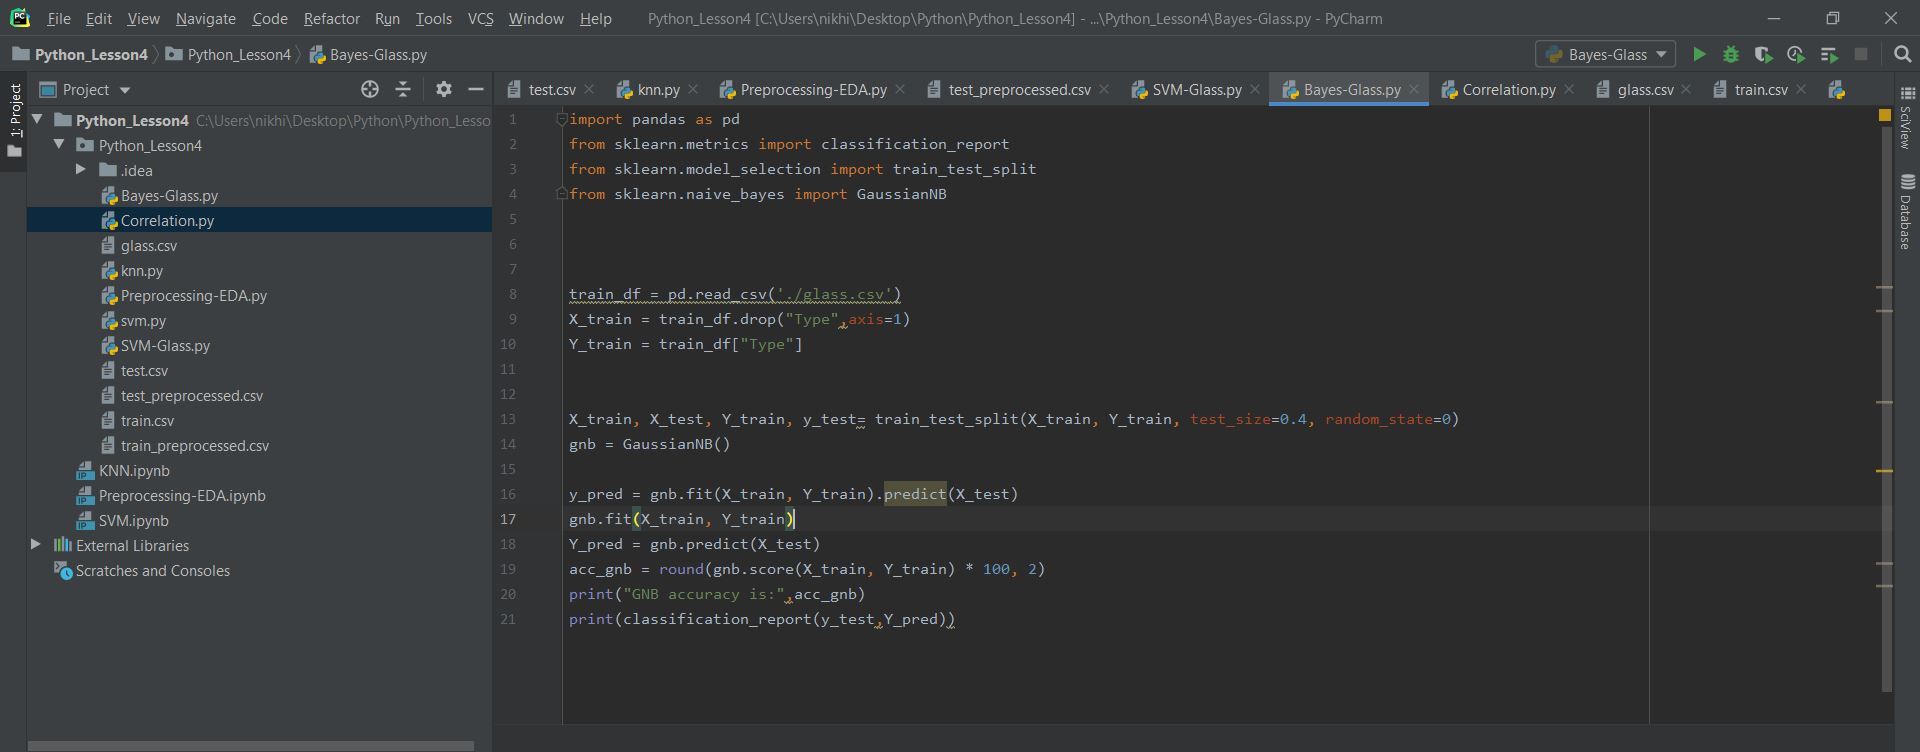 PC File Edit View Navigate Code Refactor Run Tools VCS Window Help Python_Lesson4 [C:\Users\nikhi\Desktop\Python\Python_Lesson4] - ...\Python_Lesson4\Bayes-Glass.py - PyCharm
Python_Lesson4 Python_Lesson4 Bayes-Glass.py Bayes-Glass
Project test.csv knn.py Preprocessing-EDA.py test_preprocessed.csv SVM-Glass.py Bayes-Glass.py Correlation.py glass.csv train.csv
1: Project
Python_Lesson4 C:\Users\nikhi\Desktop\Python\Python_Lesso
Python_Lesson4
.idea
Bayes-Glass.py
Correlation.py
glass.csv
knn.py
Preprocessing-EDA.py
svm.py
SVM-Glass.py
test.csv
test_preprocessed.csv
train.csv
train_preprocessed.csv
IP KNN.ipynb
IP Preprocessing-EDA.ipynb
IP SVM.ipynb
External Libraries
Scratches and Consoles
1 import pandas as pd
2 from sklearn.metrics import classification_report
3 from sklearn.model_selection import train_test_split
4 from sklearn.naive_bayes import GaussianNB
5
6
7
8 train_df = pd.read_csv('./glass.csv')
9 X_train = train_df.drop("Type",axis=1)
10 Y_train = train_df["Type"]
11
12
13 X_train, X_test, Y_train, y_test= train_test_split(X_train, Y_train, test_size=0.4, random_state=0)
14 gnb = GaussianNB()
15
16 y_pred = gnb.fit(X_train, Y_train).predict(X_test)
17 gnb.fit(X_train, Y_train)
18 Y_pred = gnb.predict(X_test)
19 acc_gnb = round(gnb.score(X_train, Y_train) * 100, 2)
20 print("GNB accuracy is:",acc_gnb)
21 print(classification_report(y_test,Y_pred))
SciView
Database